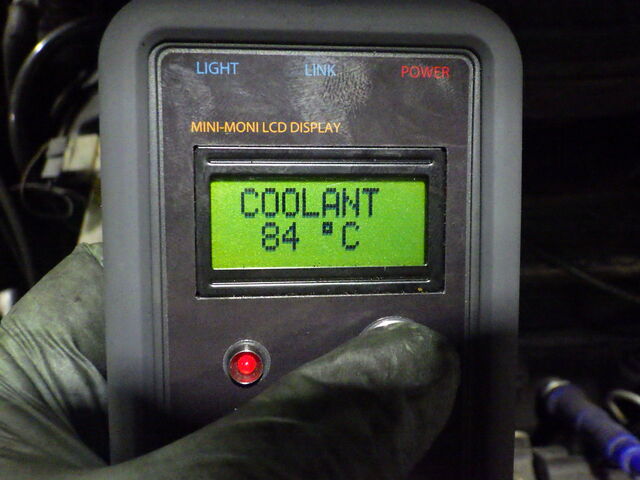 LIGHT LINK POWER
MINI-MONI LCD DISPLAY
COOLANT
84 °C